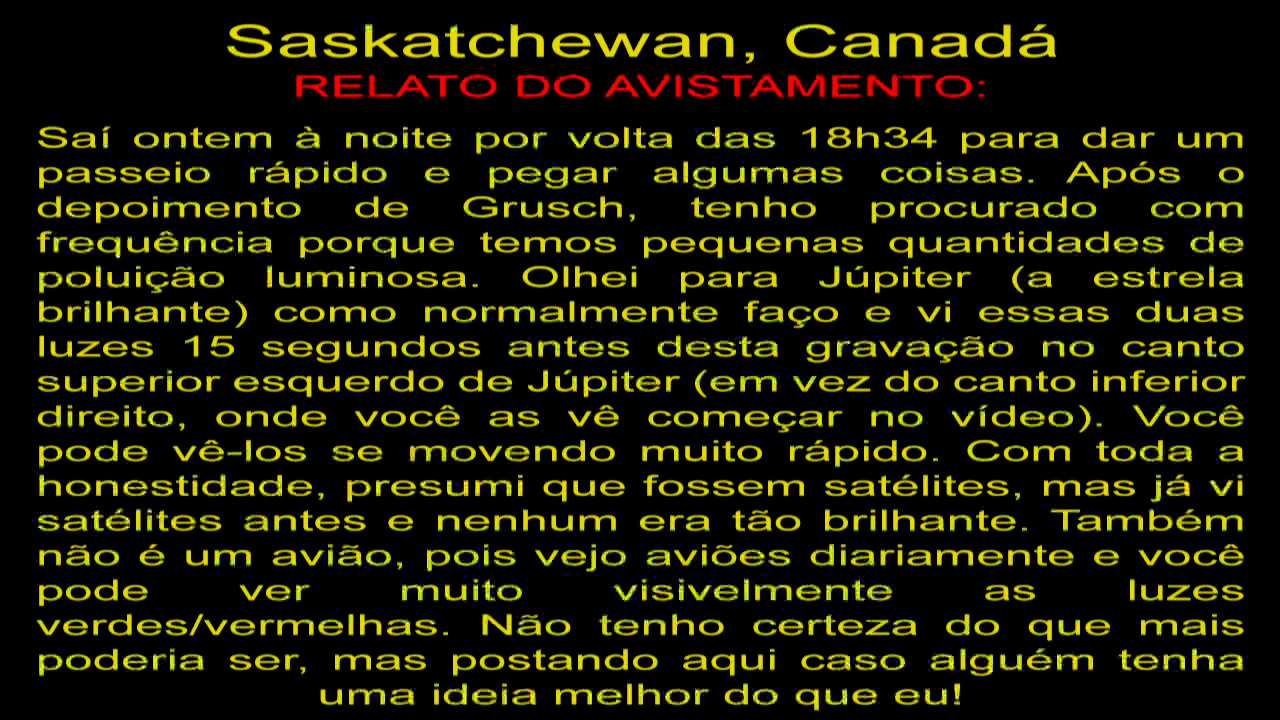 Saskatchewan, Canadá
RELATO DO AVISTAMENTO:
Saí ontem à noite por volta das 18h34 para dar um
passeio rápido e pegar algumas coisas. Após o
depoimento de Grusch, tenho procurado com
frequência porque temos pequenas quantidades de
poluição luminosa. Olhei para Júpiter (a estrela
brilhante) como normalmente faço e vi essas duas
luzes 15 segundos antes desta gravação no canto
superior esquerdo de Júpiter (em vez do canto inferior
direito, onde você as vê começar no vídeo). Você
pode vê-los se movendo muito rápido. Com toda a
honestidade, presumi que fossem satélites, mas já vi
satélites antes e nenhum era tão brilhante. Também
não é um avião, pois vejo aviões diariamente e você
pode ver muito visivelmente as luzes
verdes/vermelhas. Não tenho certeza do que mais
poderia ser, mas postando aqui caso alguém tenha
uma ideia melhor do que eu!